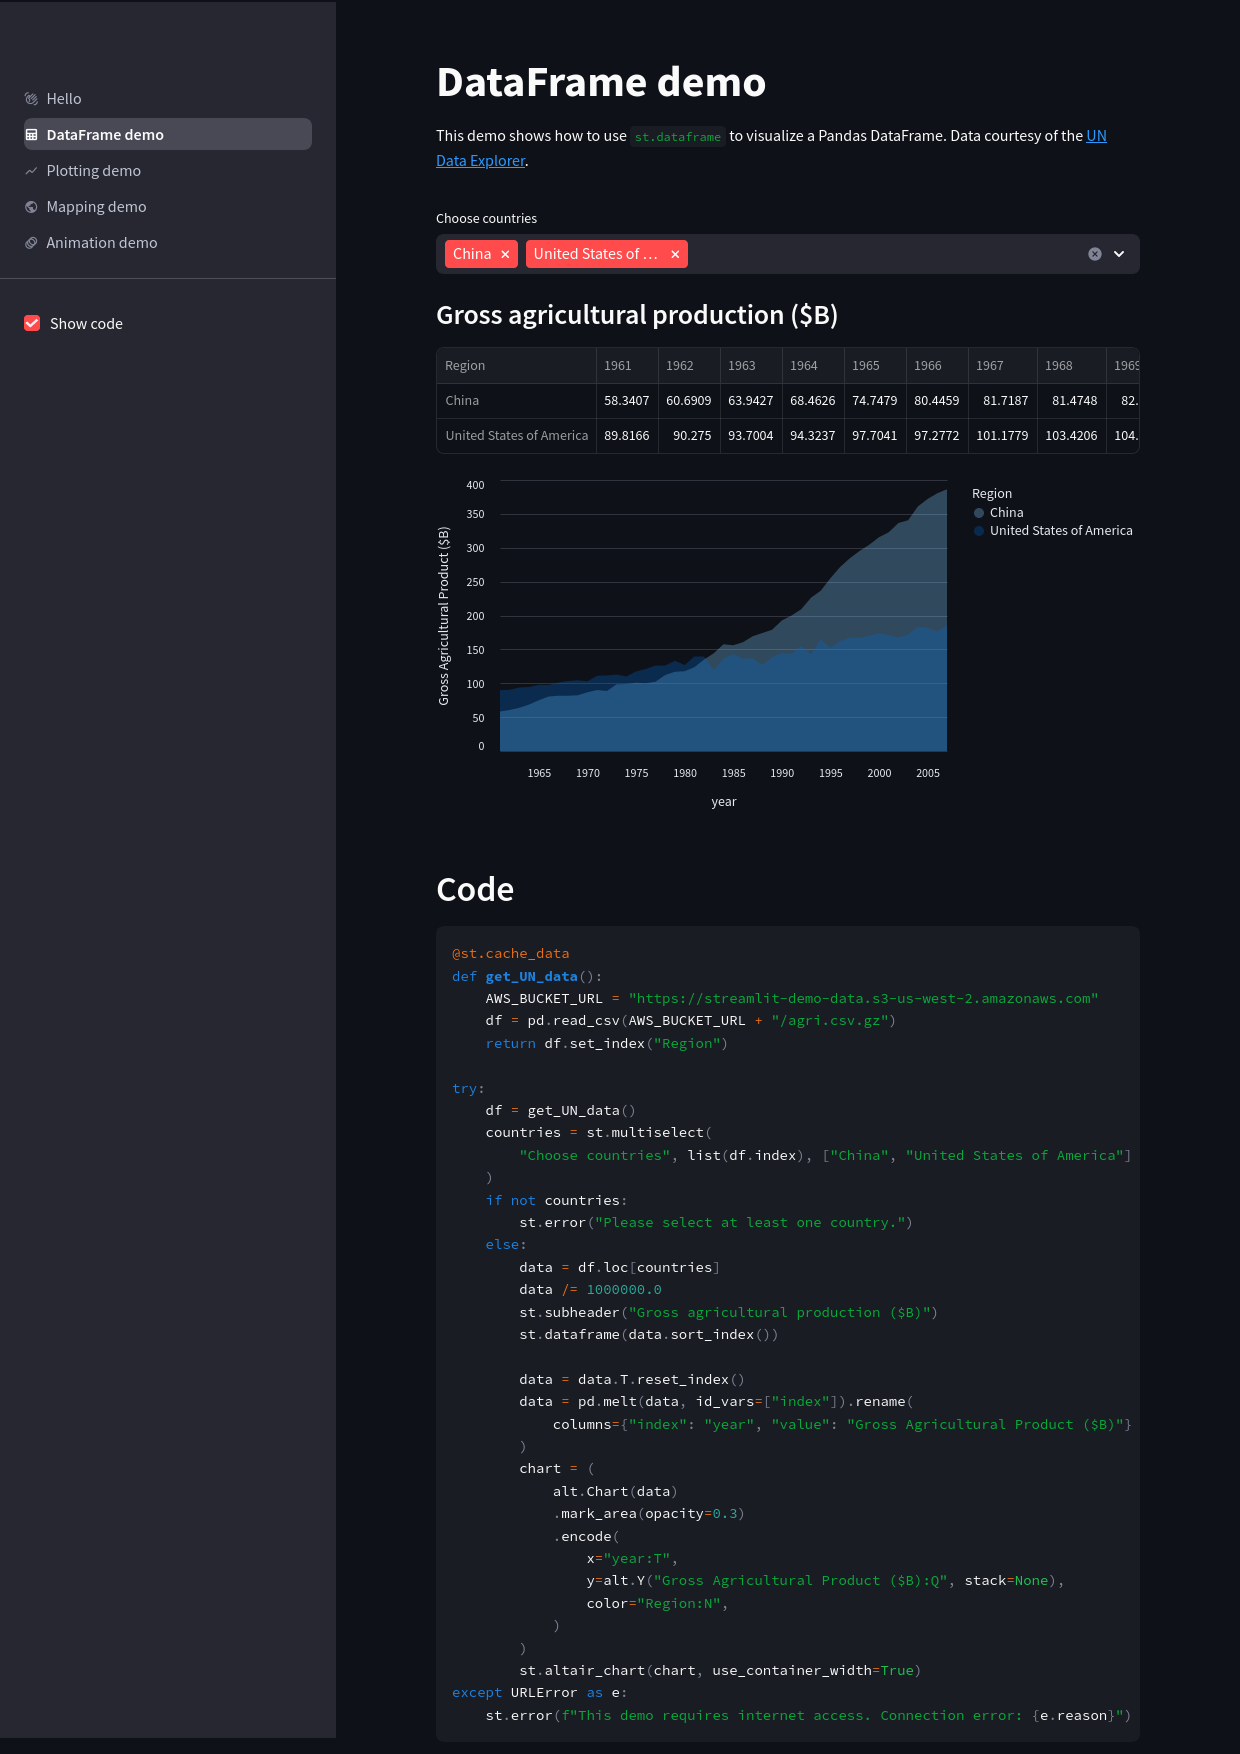 Hello
DataFrame demo
Plotting demo
Mapping demo
Animation demo
Show code
DataFrame demo
This demo shows how to use st.dataframe to visualize a Pandas DataFrame. Data courtesy of the UN
Data Explorer.
Choose countries
China
United States of ...
Gross agricultural production ($B)
Region 1961 1962 1963 1964 1965 1966 1967 1968 1969
China 58.3407 60.6909 63.9427 68.4626 74.7479 80.4459 81.7187 81.4748 82.
United States of America 89.8166 90.275 93.7004 94.3237 97.7041 97.2772 101.1779 103.4206 104.
400
350
300
250
200
150
100
50
0
Gross Agricultural Product ($B)
1965 1970 1975 1980 1985 1990 1995 2000 2005
year
Region
China
United States of America
Code
@st.cache_data
def get_UN_data():
    AWS_BUCKET_URL = "https://streamlit-demo-data.s3-us-west-2.amazonaws.com"
    df = pd.read_csv(AWS_BUCKET_URL + "/agri.csv.gz")
    return df.set_index("Region")
try:
    df = get_UN_data()
    countries = st.multiselect(
        "Choose countries", list(df.index), ["China", "United States of America"]
    )
    if not countries:
        st.error("Please select at least one country.")
    else:
        data = df.loc[countries]
        data /= 1000000.0
        st.subheader("Gross agricultural production ($B)")
        st.dataframe(data.sort_index())
        data = data.T.reset_index()
        data = pd.melt(data, id_vars=["index"]).rename(
            columns={"index": "year", "value": "Gross Agricultural Product ($B)"}
        )
        chart = (
            alt.Chart(data)
            .mark_area(opacity=0.3)
            .encode(
                x="year:T",
                y=alt.Y("Gross Agricultural Product ($B):Q", stack=None),
                color="Region:N",
            )
        )
        st.altair_chart(chart, use_container_width=True)
except URLError as e:
    st.error(f"This demo requires internet access. Connection error: {e.reason}")